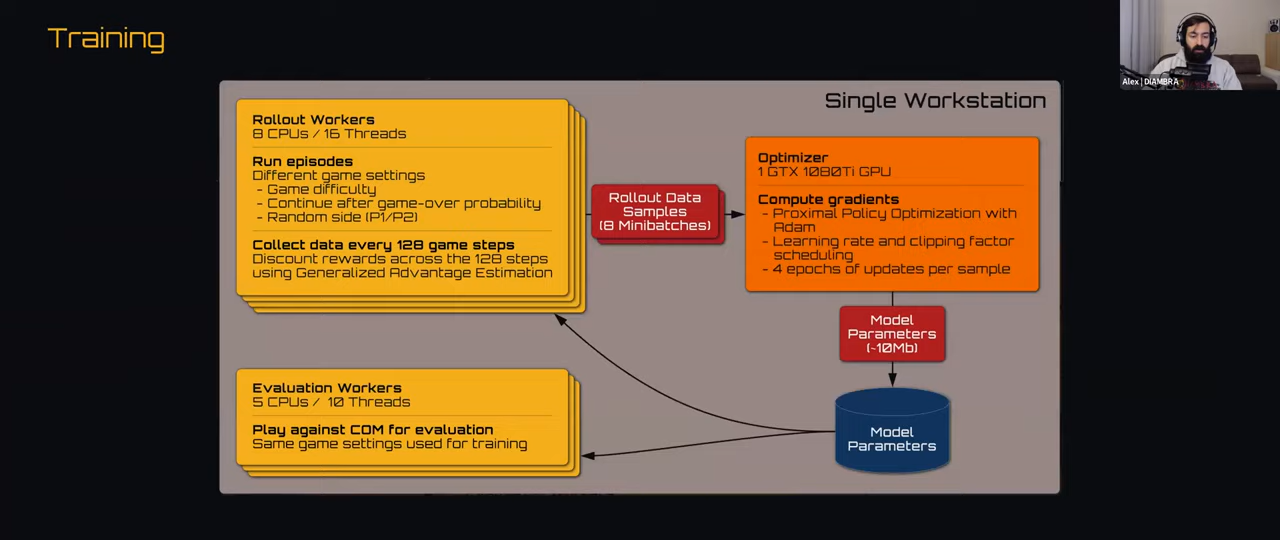 Training
Alex | DIAMBRA
Single Workstation
Rollout Workers
8 CPUs / 16 Threads
Run episodes
Different game settings
- Game difficulty
- Continue after game-over probability
- Random side (P1/P2)
Collect data every 128 game steps
Discount rewards across the 128 steps
using Generalized Advantage Estimation
Rollout Data
Samples
(8 Minibatches)
Optimizer
1 GTX 1080Ti GPU
Compute gradients
- Proximal Policy Optimization with
Adam
- Learning rate and clipping factor
scheduling
- 4 epochs of updates per sample
Model
Parameters
(~10Mb)
Evaluation Workers
5 CPUs / 10 Threads
Play against COM for evaluation
Same game settings used for training
Model
Parameters